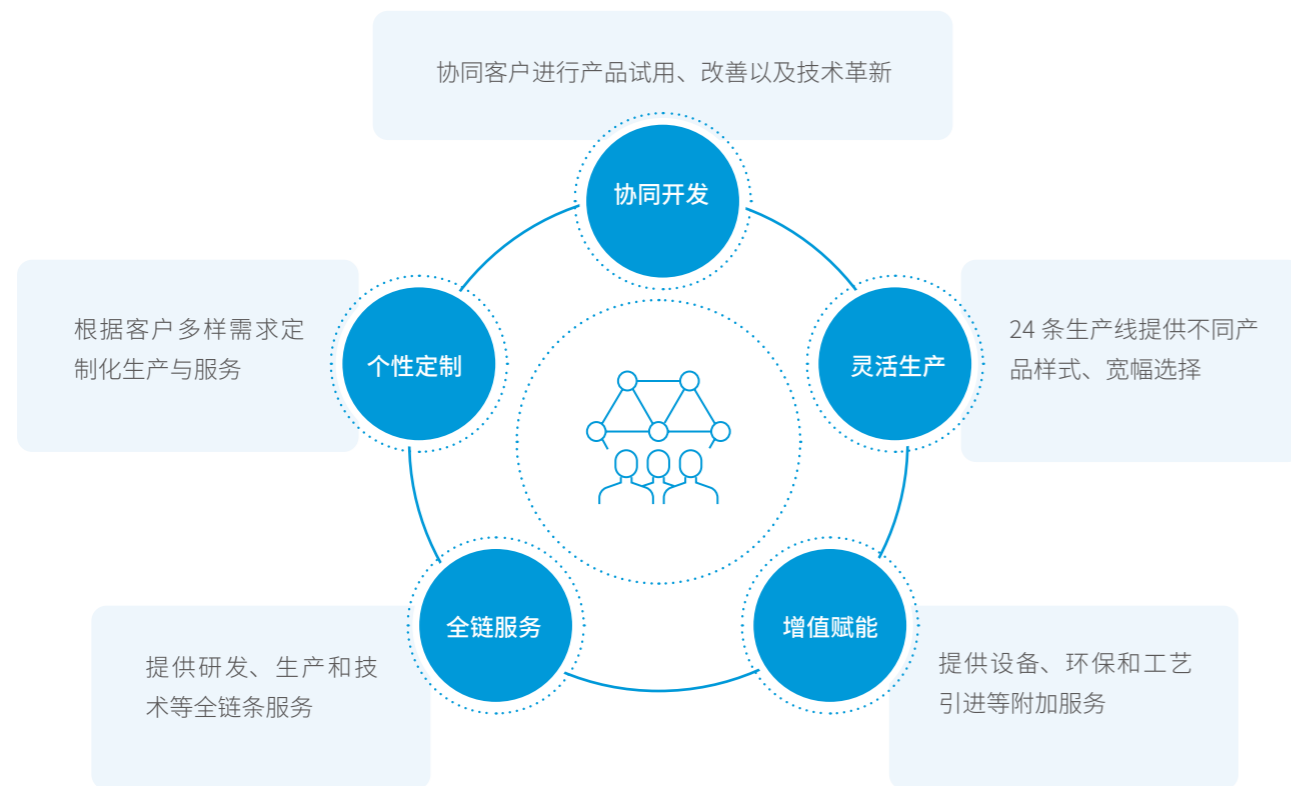 协同客户进行产品试用、改善以及技术革新
协同开发
根据客户多样需求定
制化生产与服务
个性定制
灵活生产
24 条生产线提供不同产
品样式、宽幅选择
全链服务
提供研发、生产和技
术等全链条服务
增值赋能
提供设备、环保和工艺
引进等附加服务